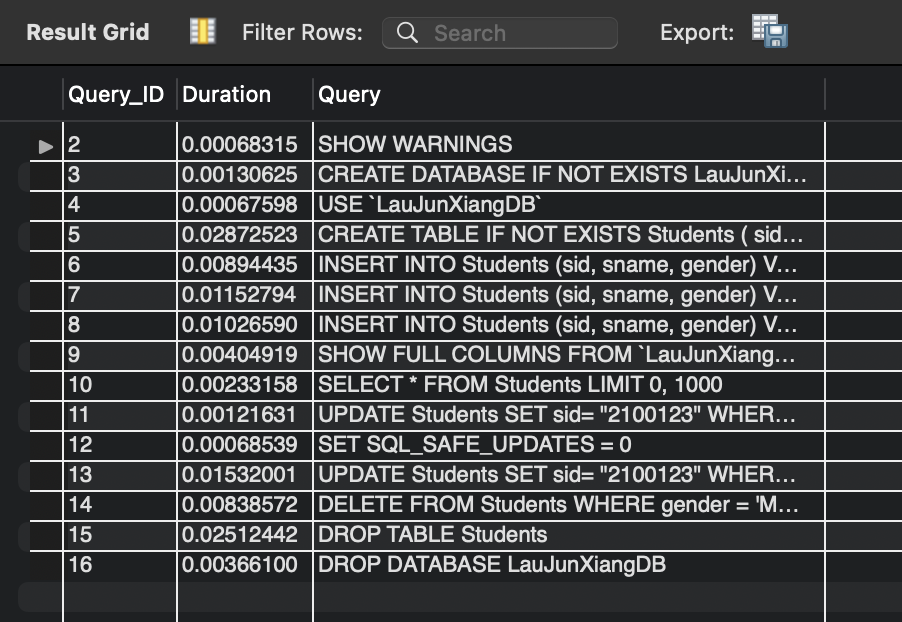 Result Grid Filter Rows: Search Export:
Query_ID Duration Query
2 0.00068315 SHOW WARNINGS
3 0.00130625 CREATE DATABASE IF NOT EXISTS LauJunXi...
4 0.00067598 USE `LauJunXiangDB`
5 0.02872523 CREATE TABLE IF NOT EXISTS Students ( sid...
6 0.00894435 INSERT INTO Students (sid, sname, gender) V...
7 0.01152794 INSERT INTO Students (sid, sname, gender) V...
8 0.01026590 INSERT INTO Students (sid, sname, gender) V...
9 0.00404919 SHOW FULL COLUMNS FROM `LauJunXiang...
10 0.00233158 SELECT * FROM Students LIMIT 0, 1000
11 0.00121631 UPDATE Students SET sid= "2100123" WHER...
12 0.00068539 SET SQL_SAFE_UPDATES = 0
13 0.01532001 UPDATE Students SET sid= "2100123" WHER...
14 0.00838572 DELETE FROM Students WHERE gender = 'M...
15 0.02512442 DROP TABLE Students
16 0.00366100 DROP DATABASE LauJunXiangDB